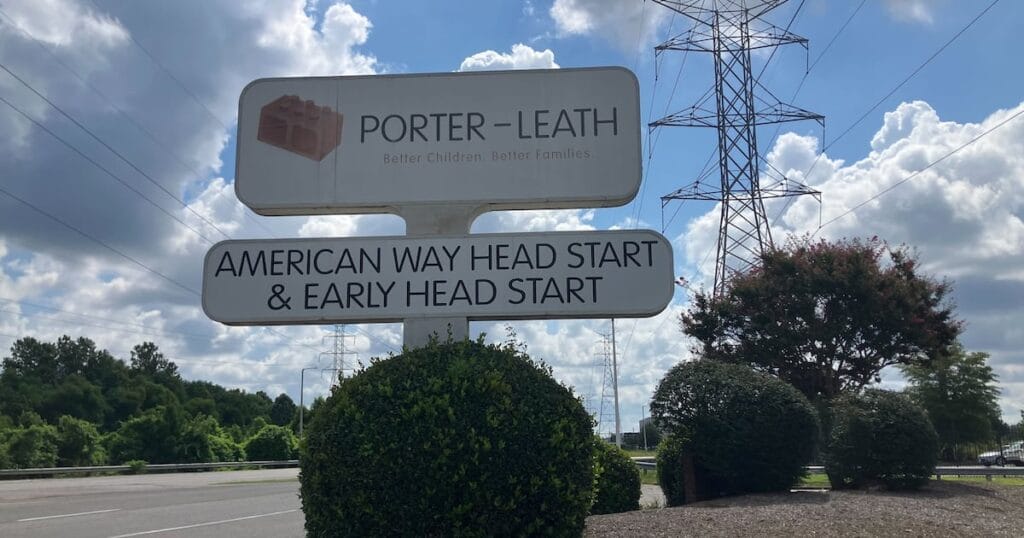 PORTER-LEATH
Better Children. Better Families.
AMERICAN WAY HEAD START
& EARLY HEAD START